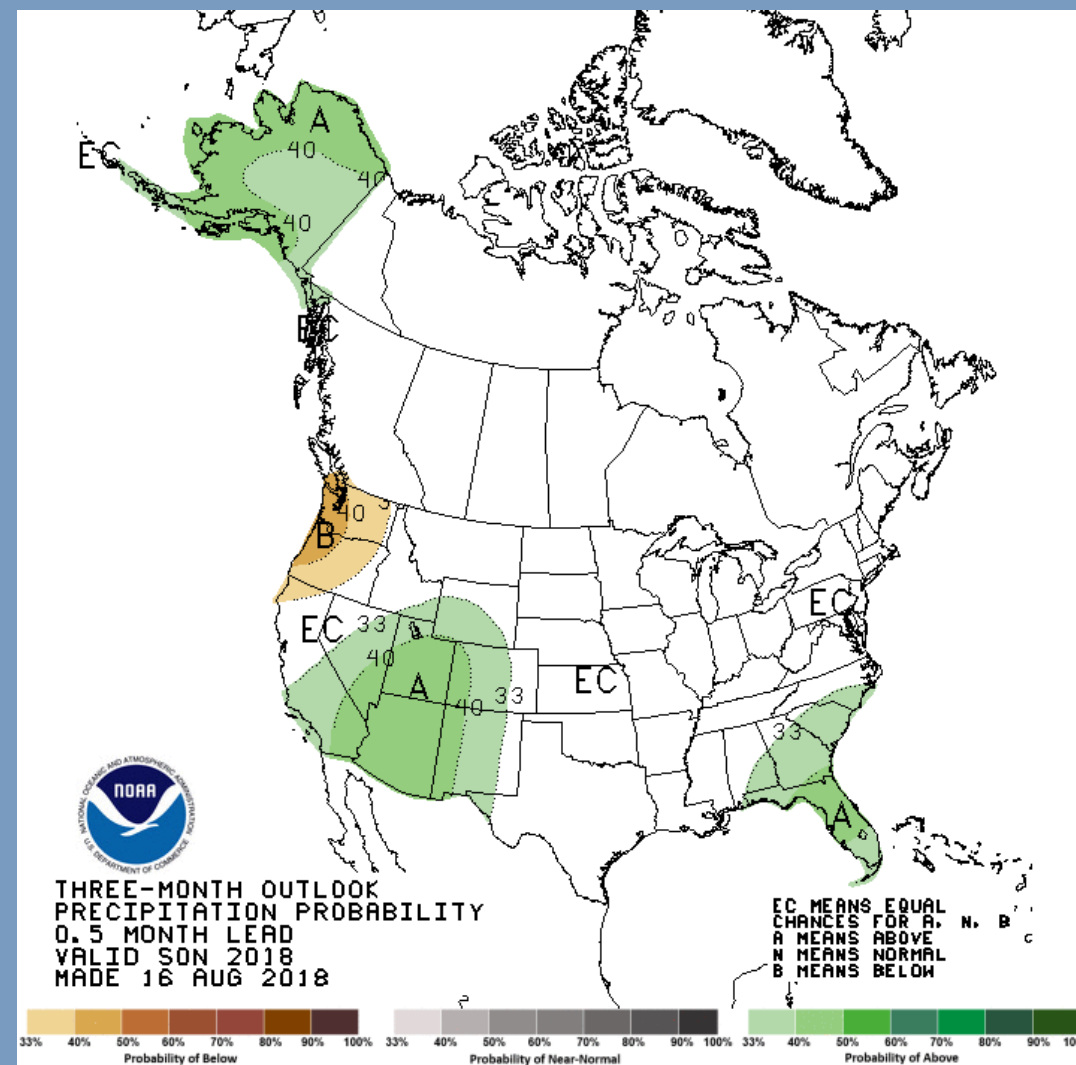 A
40
EC
40
40
EC
40
3
B
EC
33
EC
40
A
EC
33
40
33
A
NATIONAL OCEANIC AND ATMOSPHERIC ADMINISTRATION
NOAA
U.S. DEPARTMENT OF COMMERCE
THREE-MONTH OUTLOOK
PRECIPITATION PROBABILITY
0.5 MONTH LEAD
VALID SON 2018
MADE 16 AUG 2018
EC MEANS EQUAL
CHANCES FOR A, N, B
A MEANS ABOVE
N MEANS NORMAL
B MEANS BELOW
33% 40% 50% 60% 70% 80% 90% 100%
Probability of Below
33% 40% 50% 60% 70% 80% 90% 100%
Probability of Near-Normal
33% 40% 50% 60% 70% 80% 90% 10
Probability of Above